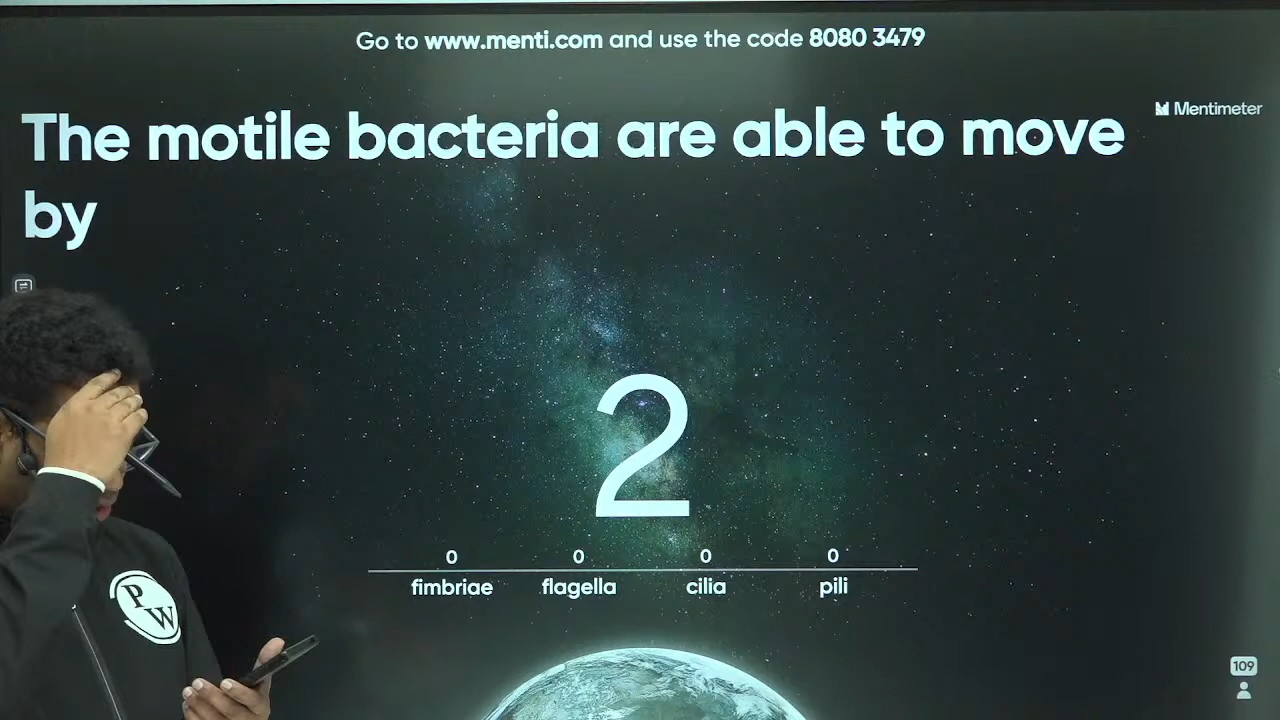 Go to www.menti.com and use the code 8080 3479
Mentimeter
The motile bacteria are able to move
by
2
0 0 0 0
fimbriae flagella cilia pili
P
W
109